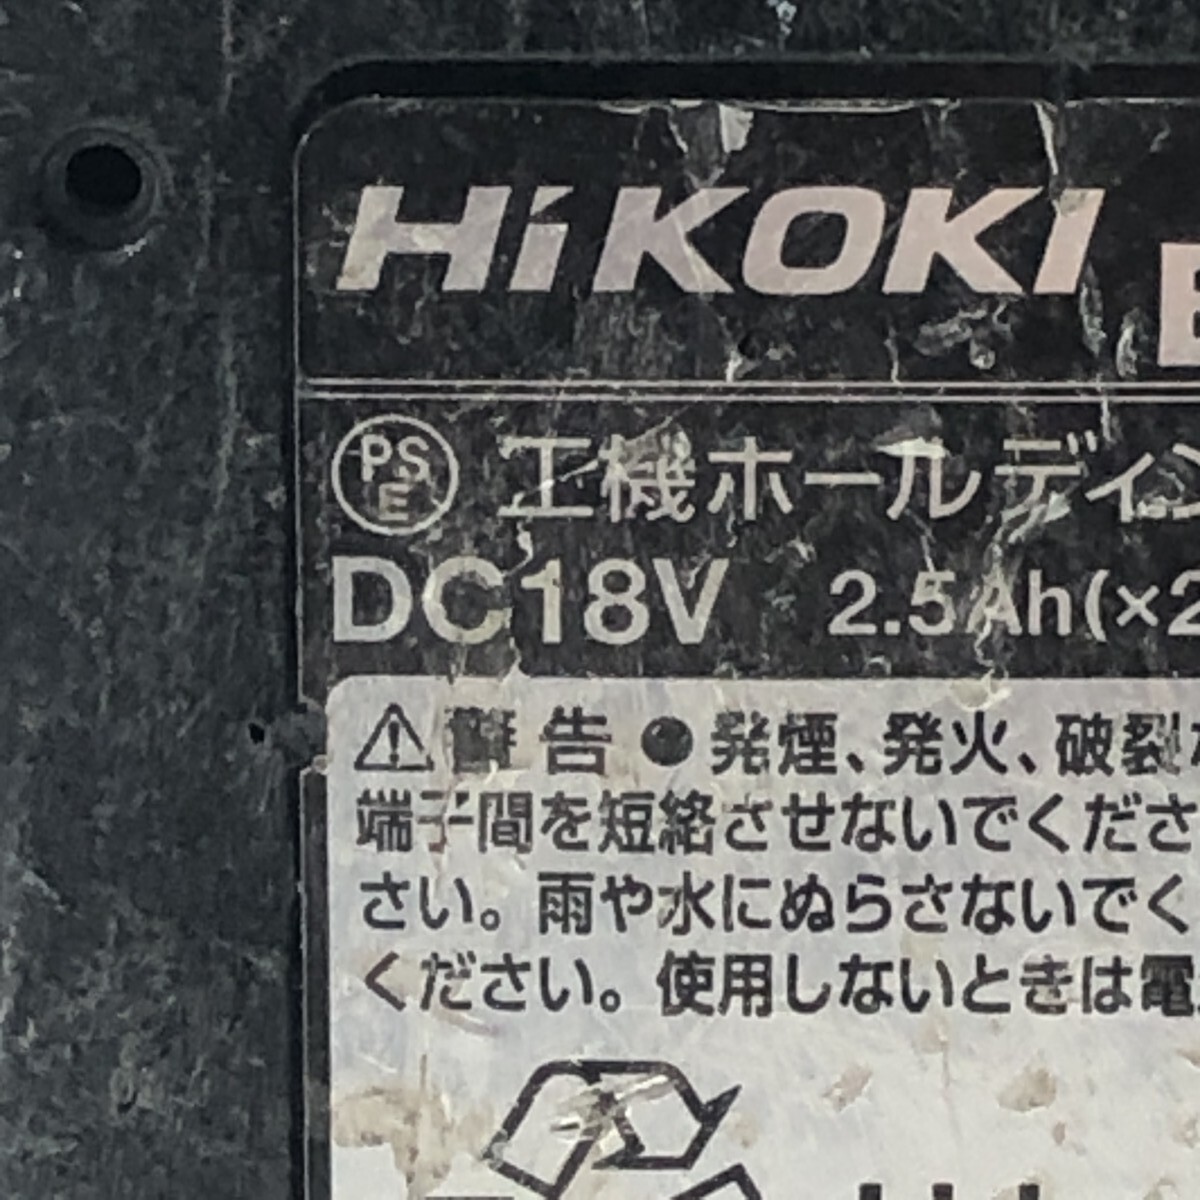 HiKOKI
PS
E
工機ホールディン
DC18V 2.5Ah(×2
⚠警告 ●発煙、発火、破裂
端子間を短絡させないでくださ
さい。雨や水にぬらさないでく
ください。使用しないときは電